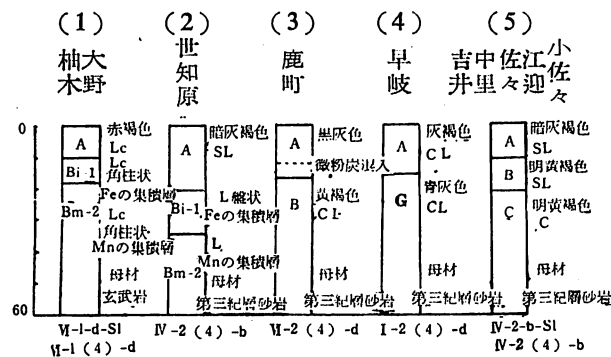 (1)
大野
柚木
(2)
世知原
(3)
鹿町
(4)
早岐
(5)
小佐々
江迎
佐々
中里
吉井
0
60
A
Bi-1
Bm-2
赤褐色
Lc
Lc
角柱状
Feの集積層
Lc
角柱状
Mnの集積層
母材
玄武岩
Ⅵ-1-d-S1
Ⅵ-1(4)-d
A
Bi-1
Bm-2
暗灰褐色
SL
L盤状
Feの集積層
L
Mnの集積層
母材
第三紀層砂岩
Ⅳ-2(4)-b
A
B
黒灰色
微粉炭混入
黄褐色
CL
母材
第三紀層砂岩
Ⅵ-2(4)-d
A
G
灰褐色
CL
青灰色
CL
母材
第三紀層砂岩
Ⅰ-2(4)-d
A
B
C
暗灰褐色
SL
明黄褐色
SL
明黄褐色
C
母材
第三紀層砂岩
Ⅳ-2-b-S1
Ⅳ-2(4)-b